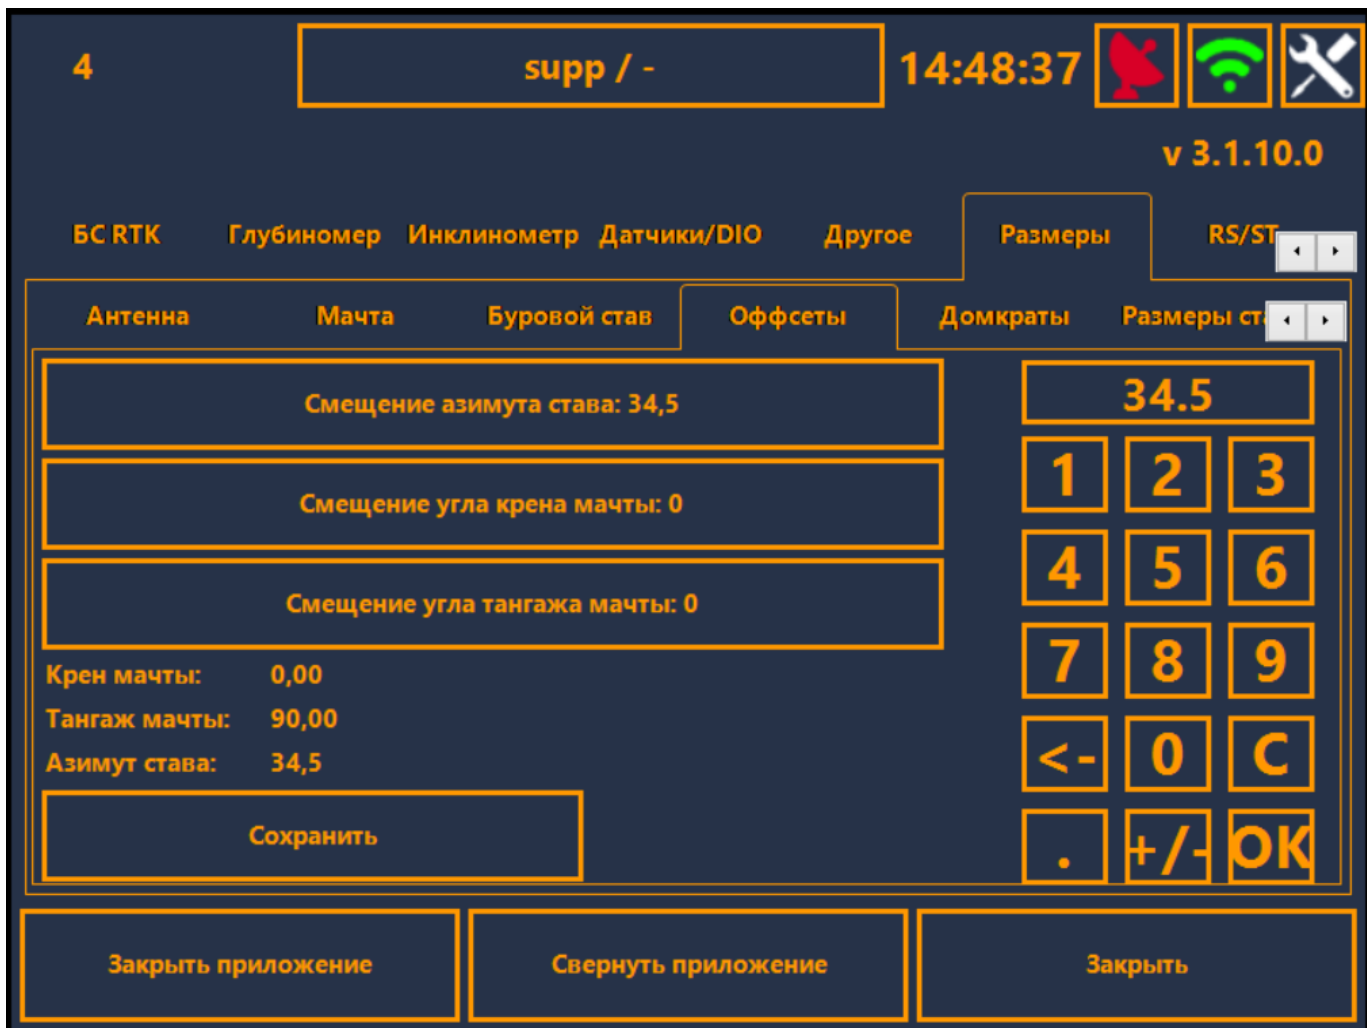 4 supp / - 14:48:37
v 3.1.10.0
БС RTK Глубиномер Инклинометр Датчики/DIO Другое Размеры RS/ST
Антенна Мачта Буровой став Оффсеты Домкраты Размеры ста
Смещение азимута става: 34,5
34.5
1 2 3
Смещение угла крена мачты: 0
4 5 6
Смещение угла тангажа мачты: 0
7 8 9
Крен мачты: 0,00
Тангаж мачты: 90,00
<- 0 C
Азимут става: 34,5
Сохранить
. +/- OK
Закрыть приложение Свернуть приложение Закрыть